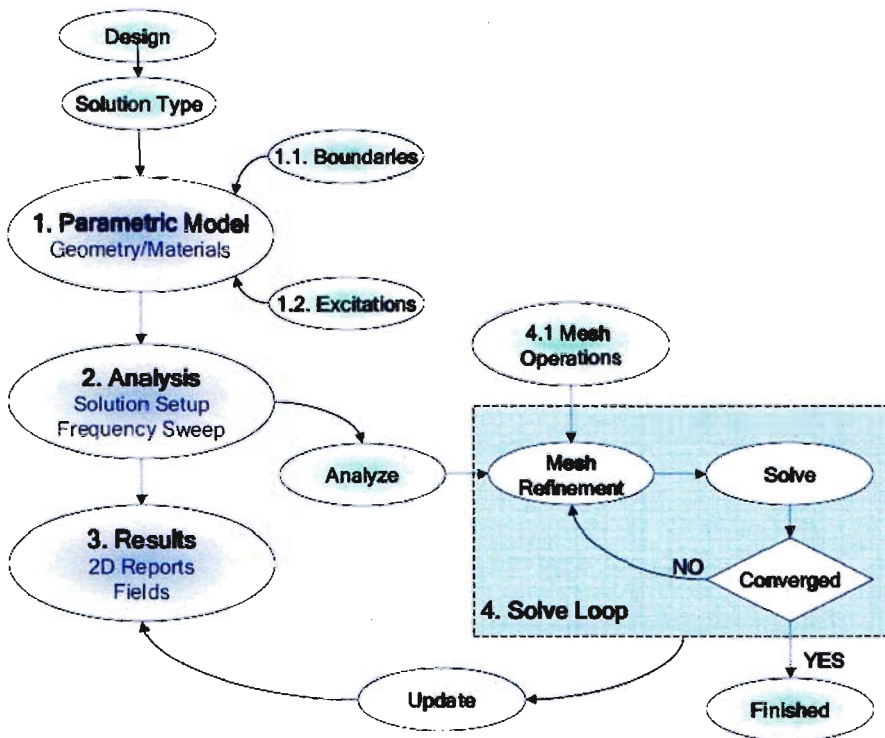 Design
Solution Type
1.1. Boundaries
1. Parametric Model
Geometry/Materials
1.2. Excitations
2. Analysis
Solution Setup
Frequency Sweep
Analyze
3. Results
2D Reports
Fields
4.1 Mesh
Operations
Mesh
Refinement
Solve
NO
Converged
4. Solve Loop
YES
Update
Finished